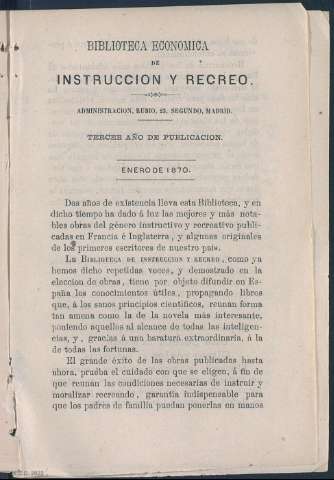 BIBLIOTECA ECONOMICA
DE
INSTRUCCION Y RECREO.
ADMINISTRACION, RUBIO, 25, SEGUNDO, MADRID.
TERCER AÑO DE PUBLICACION.
ENERO DE 1870.
Dos años de existencia lleva esta Biblioteca, y en
dicho tiempo ha dado á luz las mejores y más nota-
bles obras del género instructivo y recreativo publi-
cadas en Francia é Inglaterra, y algunas originales
de los primeros escritores de nuestro país.
La BIBLIOTECA DE INSTRUCCION Y RECREO, como ya
hemos dicho repetidas voces, y demostrado en la
eleccion de obras, tiene por objeto difundir en Es-
paña los conocimientos útiles, propagando libros
que, á los sanos principios científicos, reunan forma
tan amena como la de la novela más interesante,
poniendo aquellos al alcance de todas las inteligen-
cias, y, gracias á una baratura extraordinaria, á la
de todas las fortunas.
El grande éxito de las obras publicadas hasta
ahora, prueba el cuidado con que se eligen, á fin de
que reunan las condiciones necesarias de instruir y
moralizar recreando, garantía indispensable para
que los padres de familia puedan ponerlas en manos